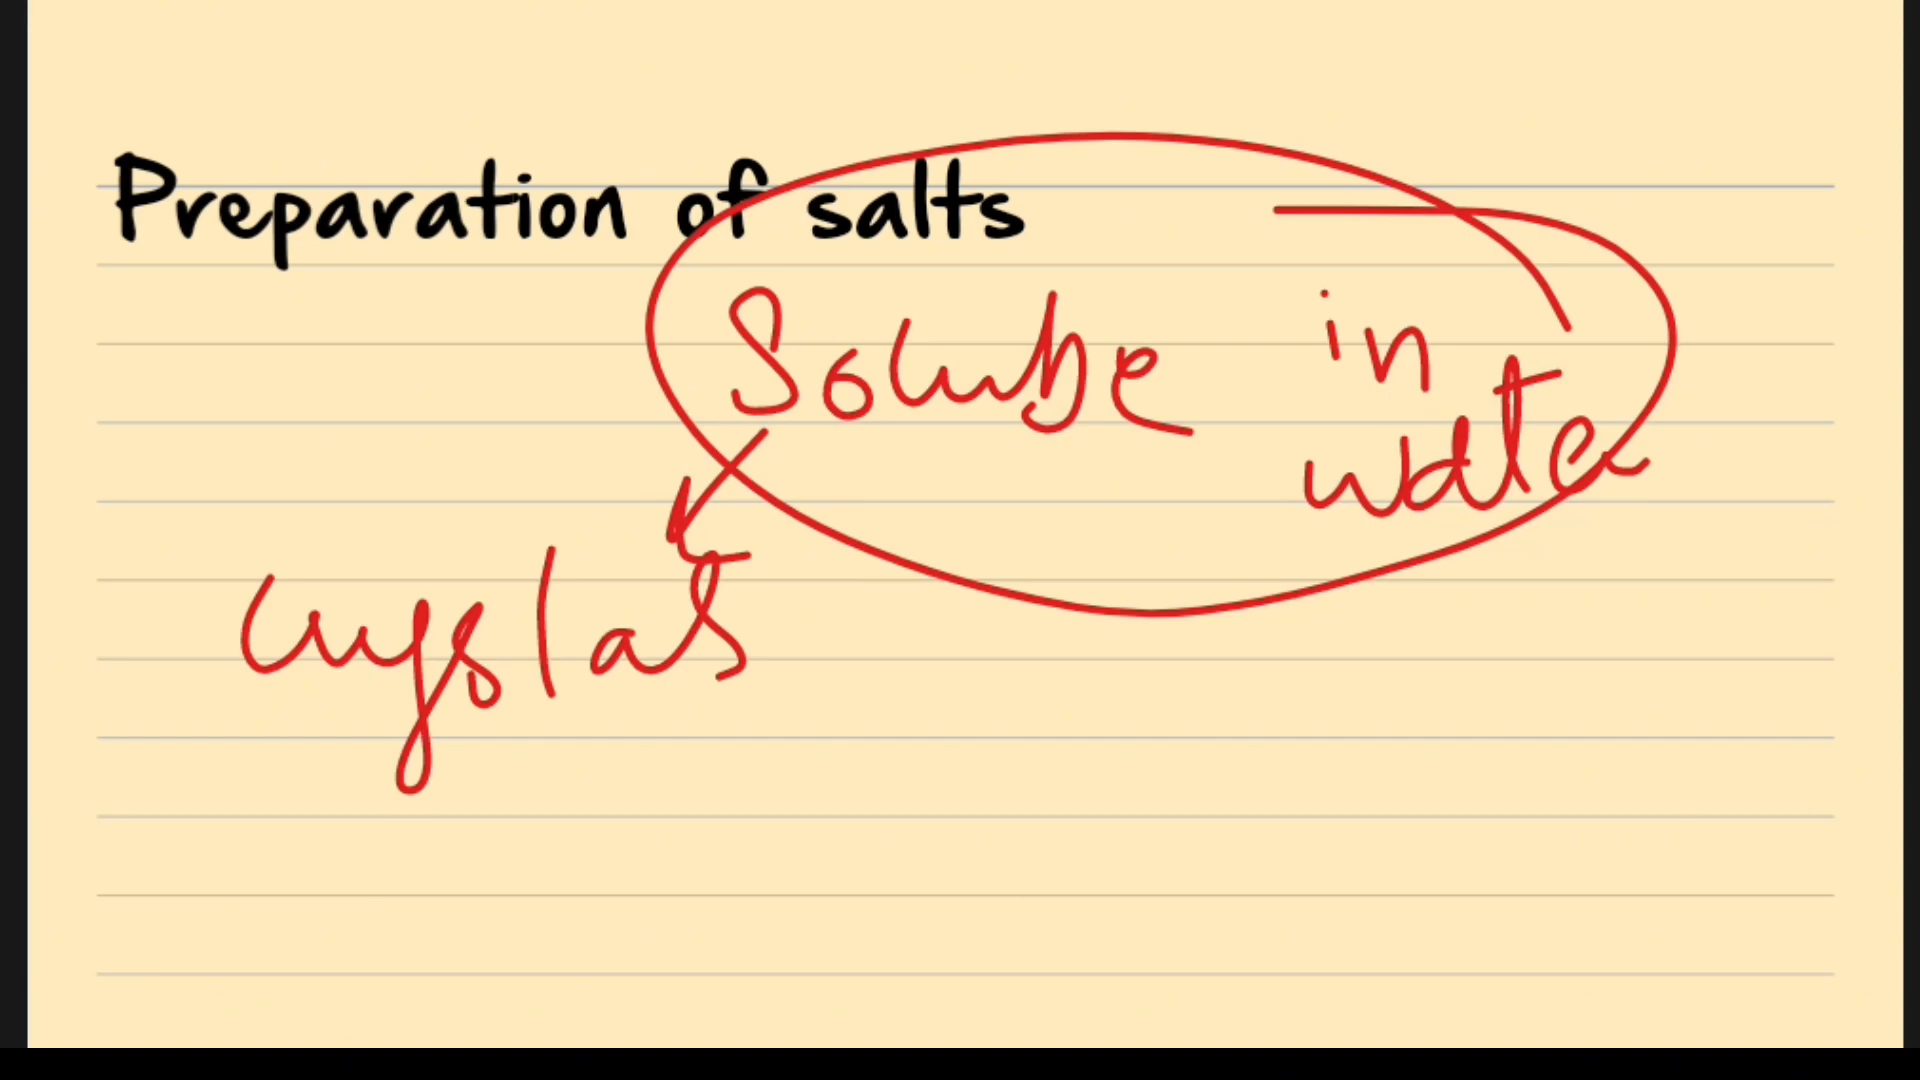 Preparation of salts
Soluble in
water
crystals